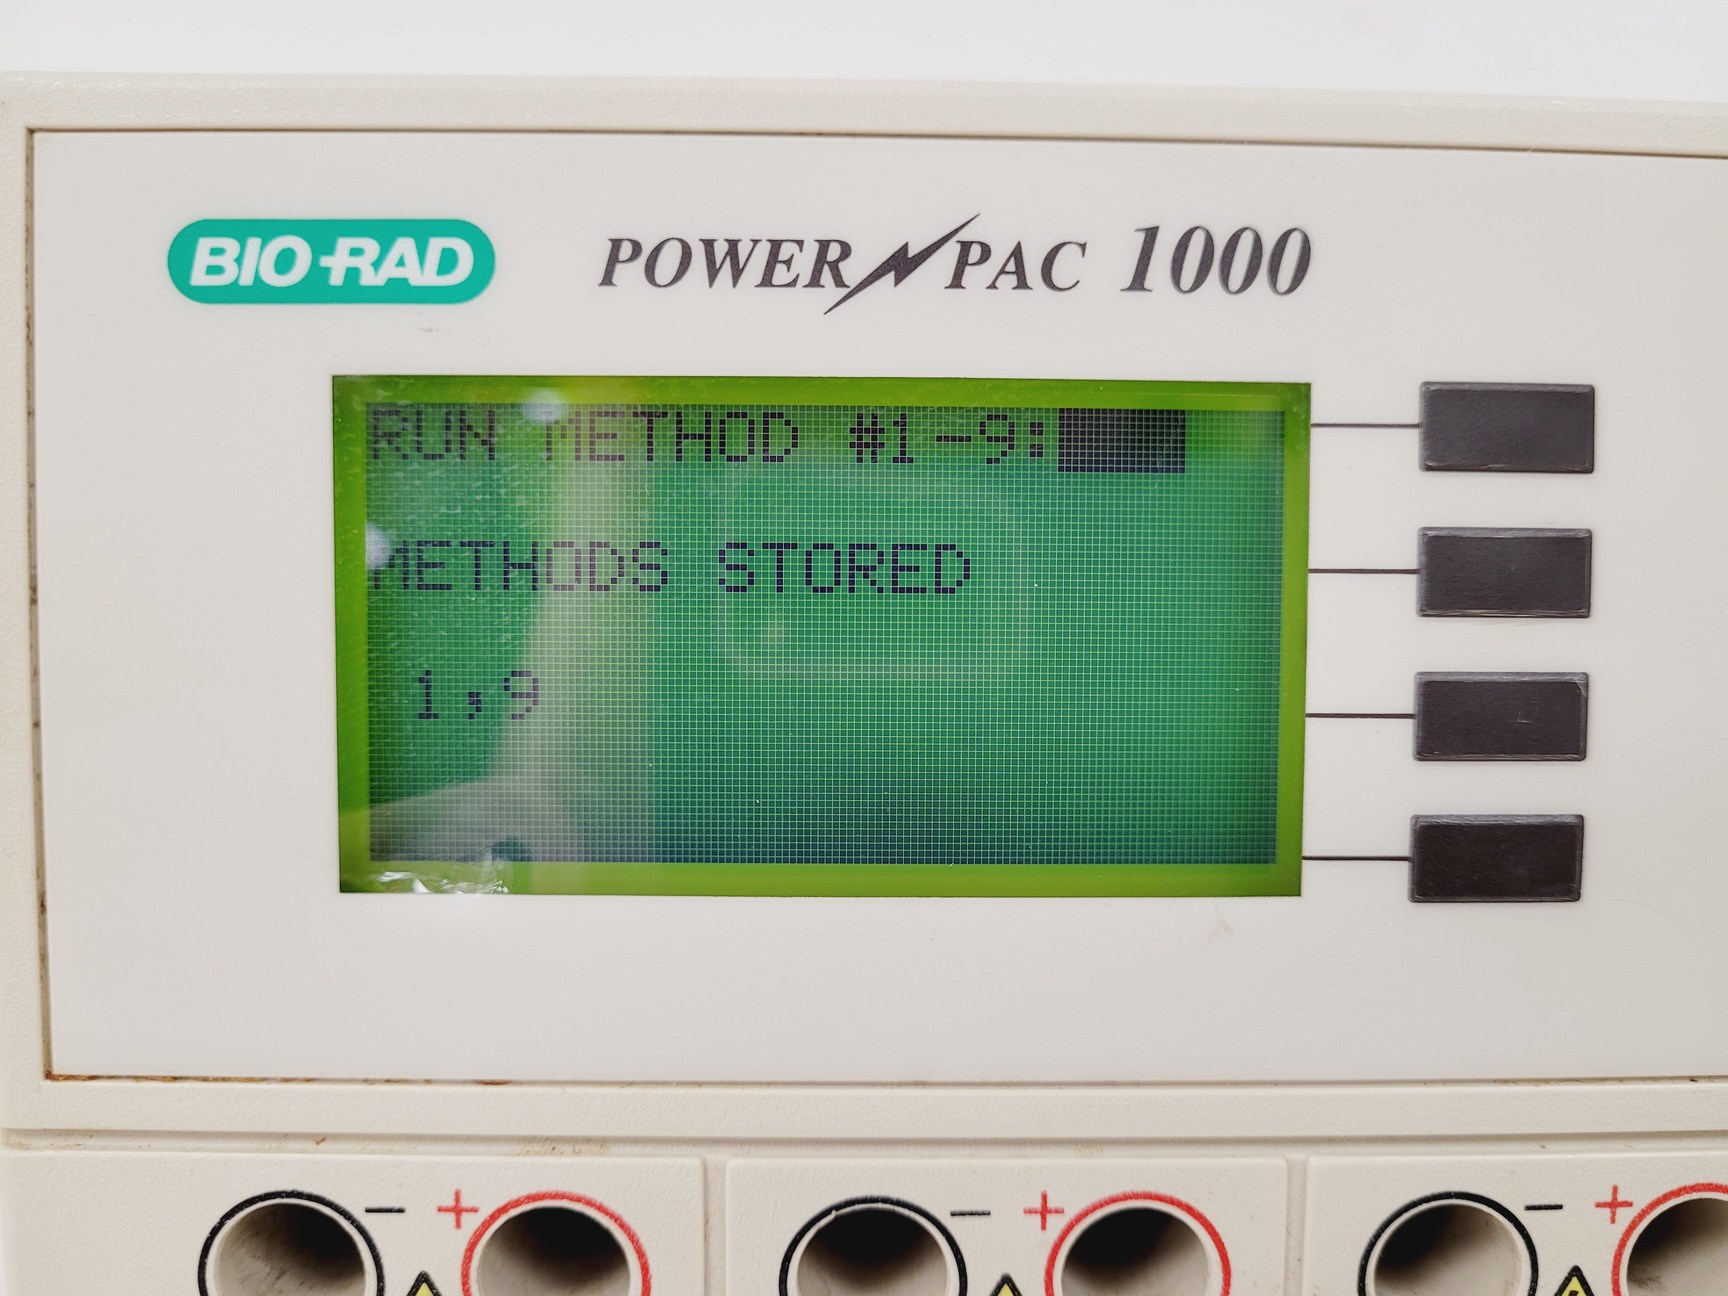 BIO-RAD
POWER PAC 1000
RUN METHOD #1-9:
METHODS STORED
1,9
- +
- +
- +